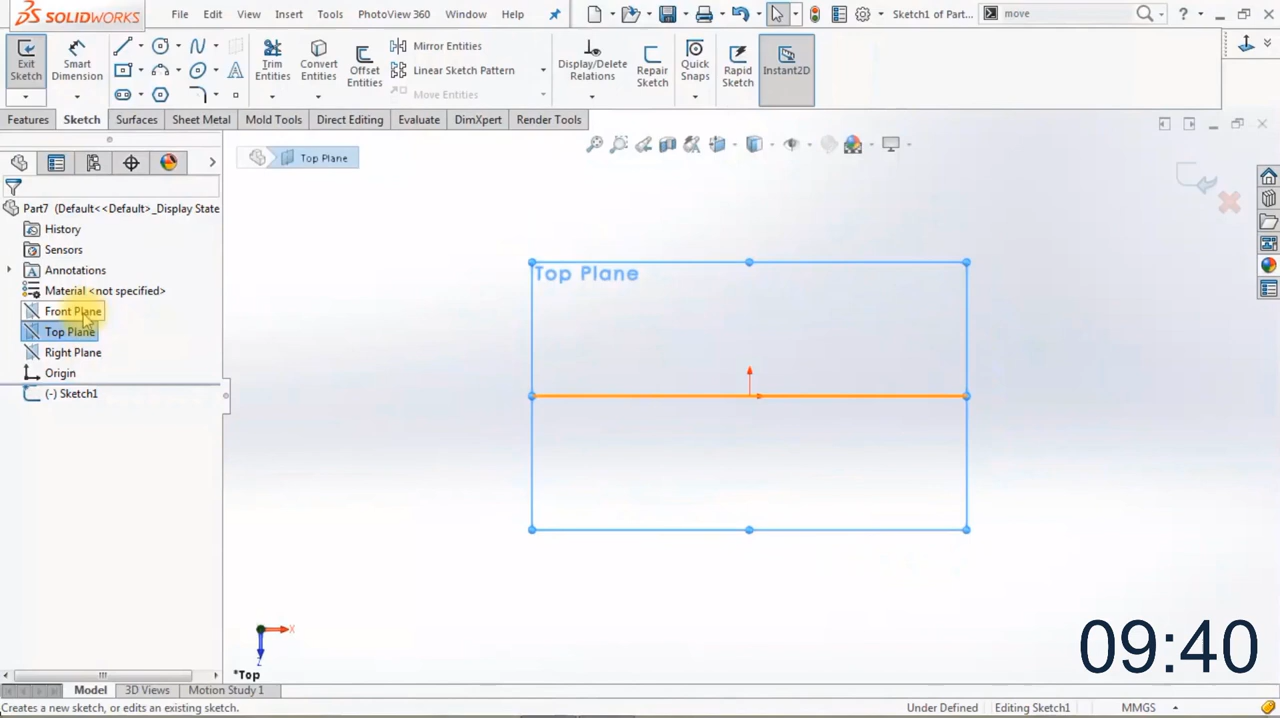 SOLIDWORKS File Edit View Insert Tools PhotoView 360 Window Help Sketch1 of Part... move ?
Exit Sketch
Smart Dimension
Trim Entities
Convert Entities
Offset Entities
Mirror Entities
Linear Sketch Pattern
Move Entities
Display/Delete Relations
Repair Sketch
Quick Snaps
Rapid Sketch
Instant2D
Features Sketch Surfaces Sheet Metal Mold Tools Direct Editing Evaluate DimXpert Render Tools
Top Plane
Part7 (Default<<Default>_Display State
History
Sensors
Annotations
Material <not specified>
Front Plane
Top Plane
Right Plane
Origin
(-) Sketch1
Top Plane
X
Z
*Top
09:40
Model 3D Views Motion Study 1
Creates a new sketch, or edits an existing sketch. Under Defined Editing Sketch1 MMGS